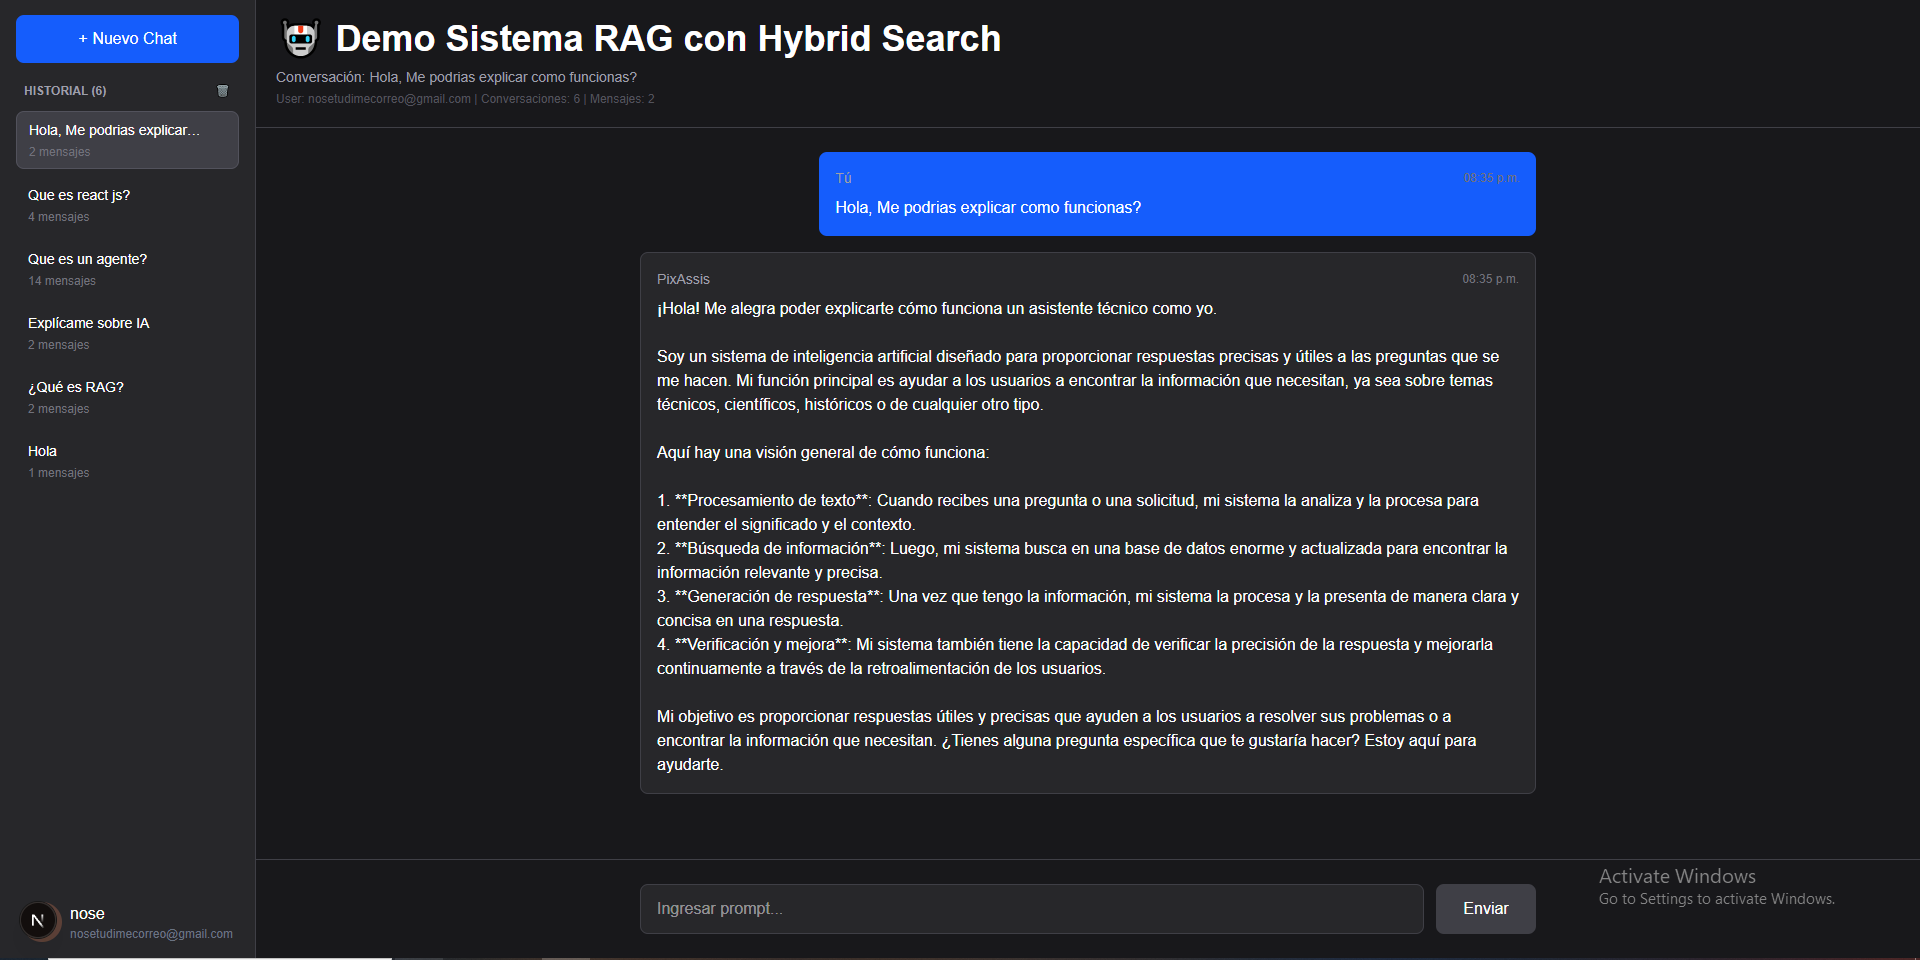 + Nuevo Chat
HISTORIAL (6)
Hola, Me podrias explicar...
2 mensajes
Que es react js?
4 mensajes
Que es un agente?
14 mensajes
Explícame sobre IA
2 mensajes
¿Qué es RAG?
2 mensajes
Hola
1 mensajes
N
nose
nosetudimecorreo@gmail.com
Demo Sistema RAG con Hybrid Search
Conversación: Hola, Me podrias explicar como funcionas?
User: nosetudimecorreo@gmail.com | Conversaciones: 6 | Mensajes: 2
Tú
08:35 p.m.
Hola, Me podrias explicar como funcionas?
PixAssis
08:35 p.m.
¡Hola! Me alegra poder explicarte cómo funciona un asistente técnico como yo.
Soy un sistema de inteligencia artificial diseñado para proporcionar respuestas precisas y útiles a las preguntas que se
me hacen. Mi función principal es ayudar a los usuarios a encontrar la información que necesitan, ya sea sobre temas
técnicos, científicos, históricos o de cualquier otro tipo.
Aquí hay una visión general de cómo funciona:
1. **Procesamiento de texto**: Cuando recibes una pregunta o una solicitud, mi sistema la analiza y la procesa para
entender el significado y el contexto.
2. **Búsqueda de información**: Luego, mi sistema busca en una base de datos enorme y actualizada para encontrar la
información relevante y precisa.
3. **Generación de respuesta**: Una vez que tengo la información, mi sistema la procesa y la presenta de manera clara y
concisa en una respuesta.
4. **Verificación y mejora**: Mi sistema también tiene la capacidad de verificar la precisión de la respuesta y mejorarla
continuamente a través de la retroalimentación de los usuarios.
Mi objetivo es proporcionar respuestas útiles y precisas que ayuden a los usuarios a resolver sus problemas o a
encontrar la información que necesitan. ¿Tienes alguna pregunta específica que te gustaría hacer? Estoy aquí para
ayudarte.
Ingresar prompt...
Enviar
Activate Windows
Go to Settings to activate Windows.